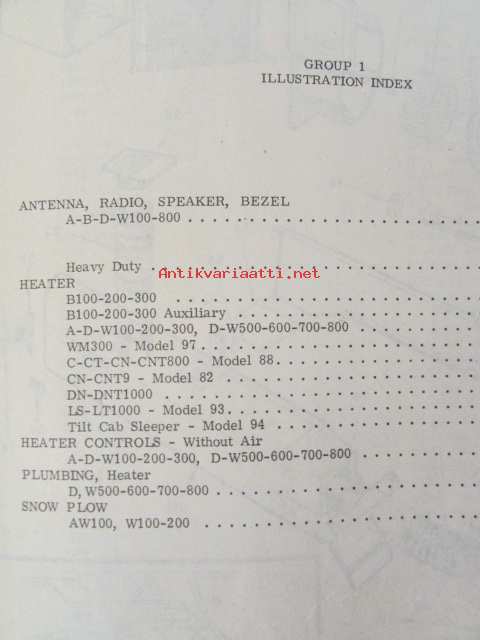 GROUP 1
ILLUSTRATION INDEX
ANTENNA, RADIO, SPEAKER, BEZEL
A-B-D-W100-800 . . . . . . . . . . . . . . . . . . . . . . . .
Heavy Duty . . . . . . . . . . . . . . . . . . . . . . . . . . .
Antikvariaatti.net
HEATER
B100-200-300 . . . . . . . . . . . . . . . . . . . . . . . . .
B100-200-300 Auxiliary . . . . . . . . . . . . . . . . . . . .
A-D-W100-200-300, D-W500-600-700-800 . . . . . . . . . .
WM300 - Model 97. . . . . . . . . . . . . . . . . . . . . . .
C-CT-CN-CNT800 - Model 88. . . . . . . . . . . . . . . . .
CN-CNT9 - Model 82 . . . . . . . . . . . . . . . . . . . . .
DN-DNT1000 . . . . . . . . . . . . . . . . . . . . . . . . . .
LS-LT1000 - Model 93. . . . . . . . . . . . . . . . . . . . .
Tilt Cab Sleeper - Model 94 . . . . . . . . . . . . . . . . .
HEATER CONTROLS - Without Air
A-D-W100-200-300, D-W500-600-700-800 . . . . . . . . . .
PLUMBING, Heater
D, W500-600-700-800 . . . . . . . . . . . . . . . . . . . . .
SNOW PLOW
AW100, W100-200 . . . . . . . . . . . . . . . . . . . . . . .